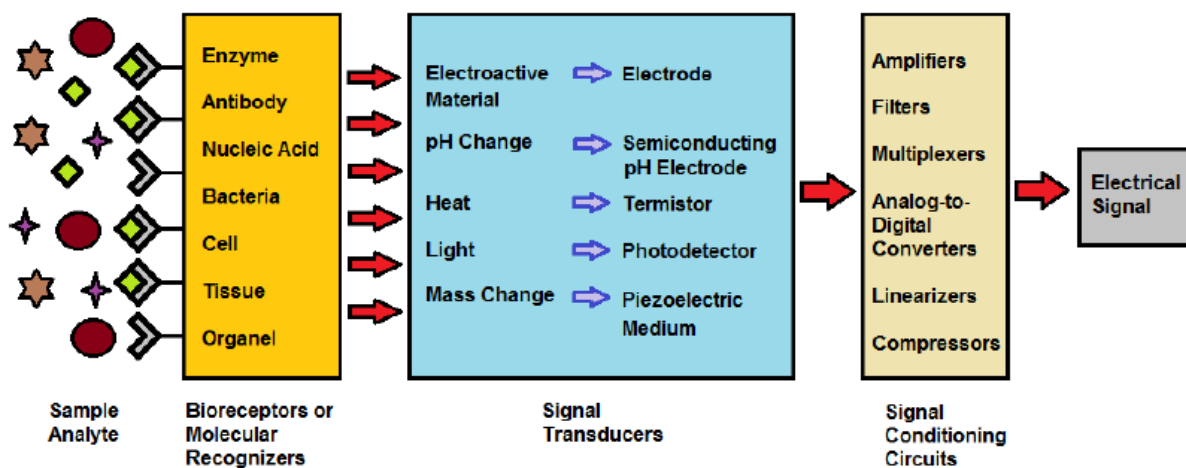 Enzyme
Antibody
Nucleic Acid
Bacteria
Cell
Tissue
Organel
Electroactive
Material
Electrode
pH Change
Semiconducting
pH Electrode
Heat
Termistor
Light
Photodetector
Mass Change
Piezoelectric
Medium
Amplifiers
Filters
Multiplexers
Analog-to-
Digital
Converters
Linearizers
Compressors
Electrical
Signal
Sample
Analyte
Bioreceptors or
Molecular
Recognizers
Signal
Transducers
Signal
Conditioning
Circuits